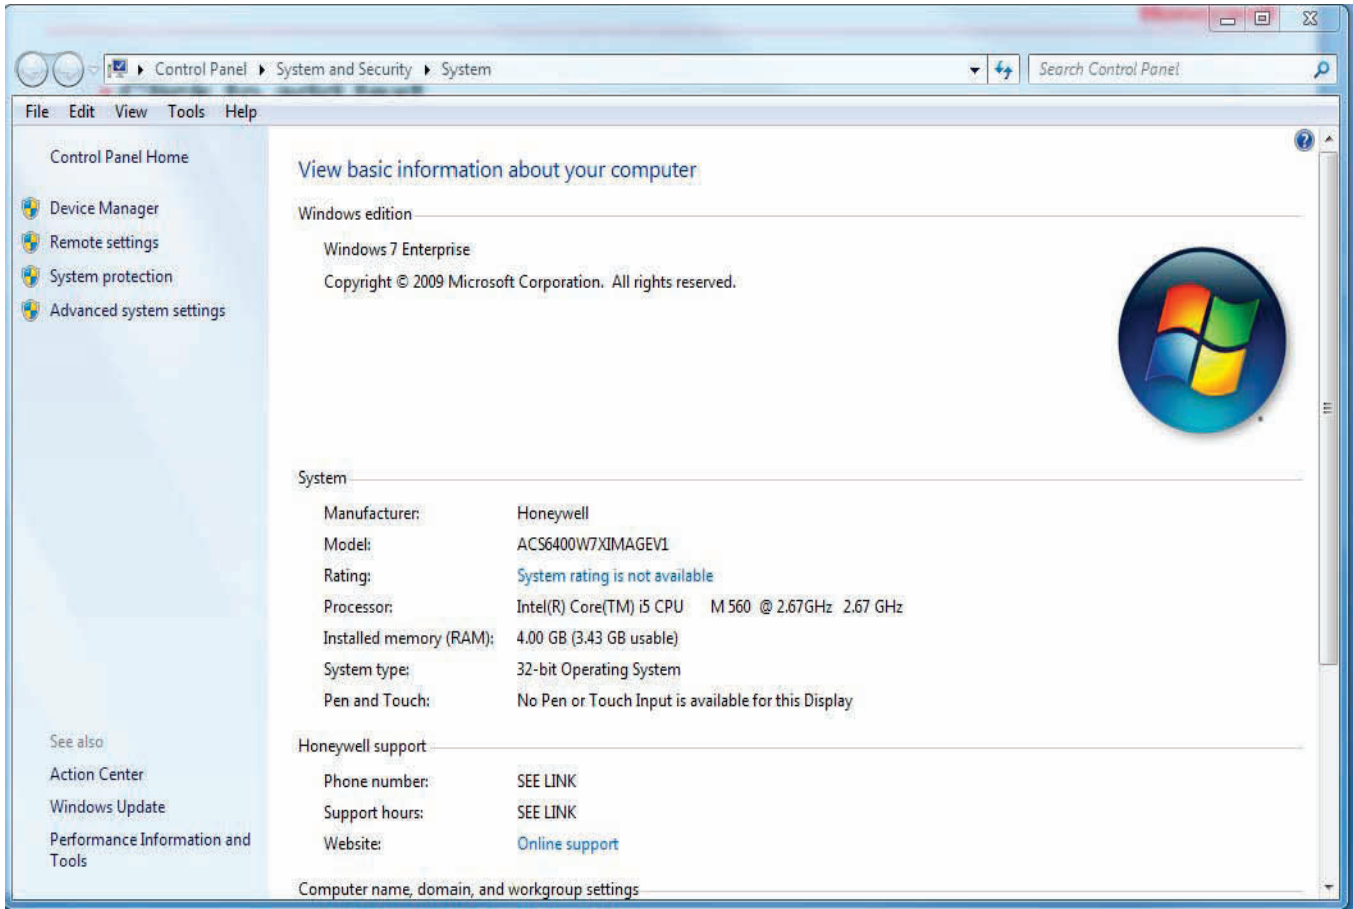 Control Panel System and Security System
Search Control Panel
File Edit View Tools Help
Control Panel Home
Device Manager
Remote settings
System protection
Advanced system settings
See also
Action Center
Windows Update
Performance Information and
Tools
View basic information about your computer
Windows edition
Windows 7 Enterprise
Copyright © 2009 Microsoft Corporation. All rights reserved.
System
Manufacturer: Honeywell
Model: ACS6400W7XIMAGEV1
Rating: System rating is not available
Processor: Intel(R) Core(TM) i5 CPU M 560 @ 2.67GHz 2.67 GHz
Installed memory (RAM): 4.00 GB (3.43 GB usable)
System type: 32-bit Operating System
Pen and Touch: No Pen or Touch Input is available for this Display
Honeywell support
Phone number: SEE LINK
Support hours: SEE LINK
Website: Online support
Computer name, domain, and workgroup settings